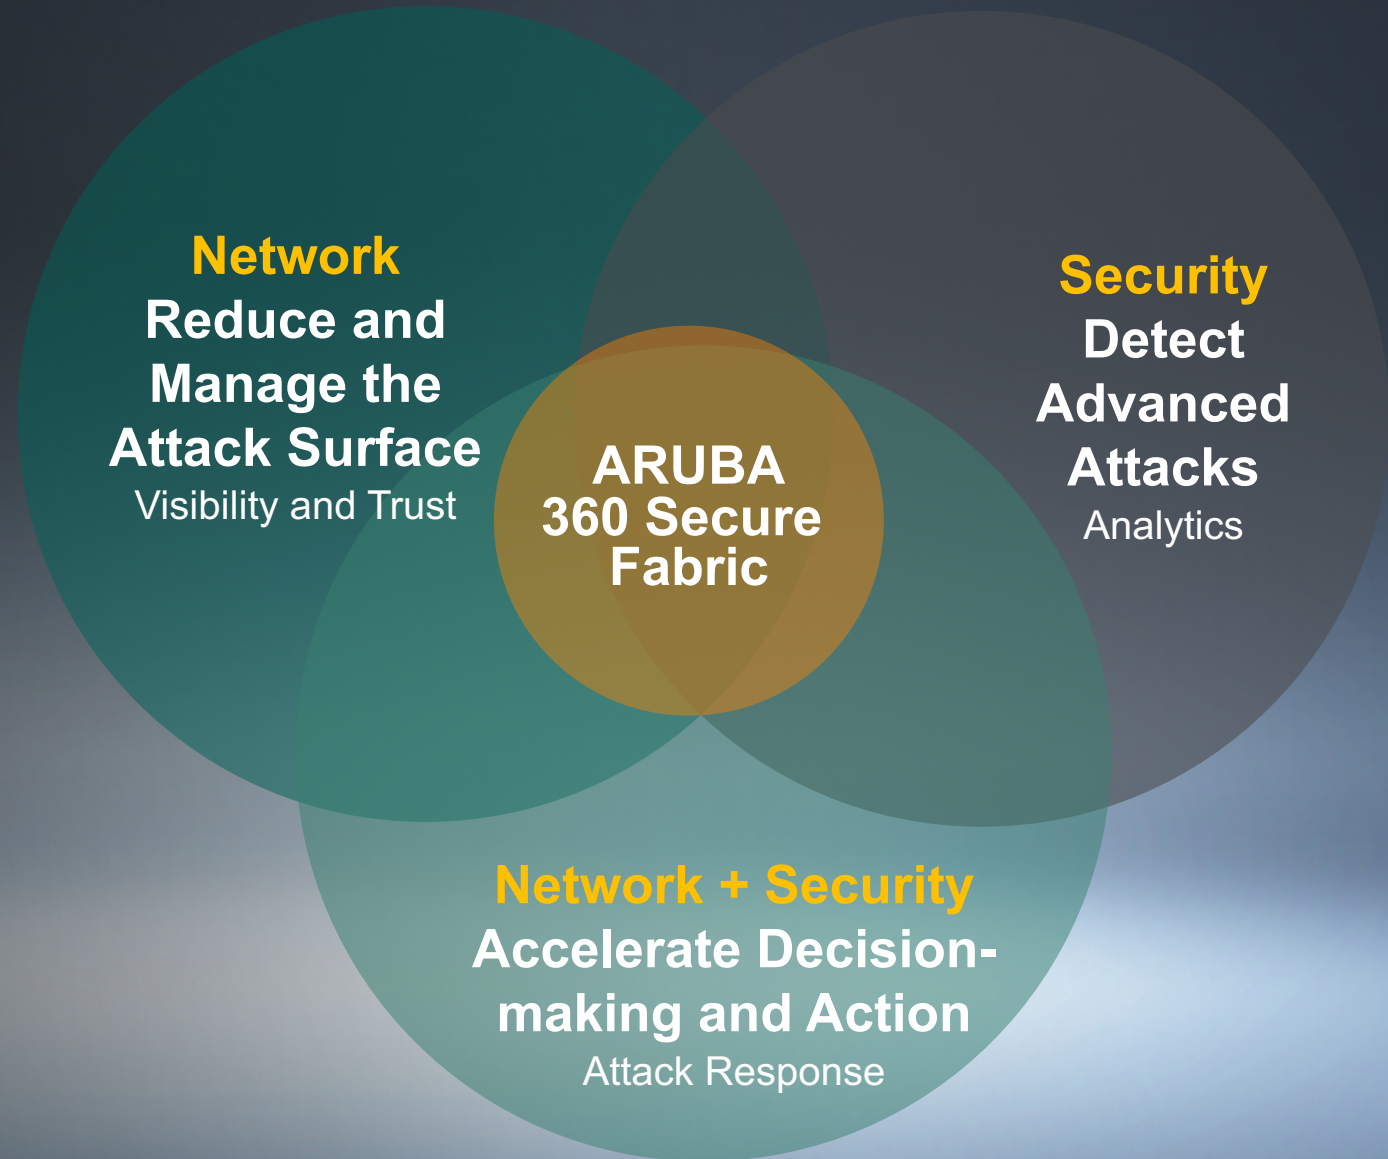 Network
Reduce and
Manage the
Attack Surface
Visibility and Trust
Security
Detect
Advanced
Attacks
Analytics
ARUBA
360 Secure
Fabric
Network + Security
Accelerate Decision-
making and Action
Attack Response